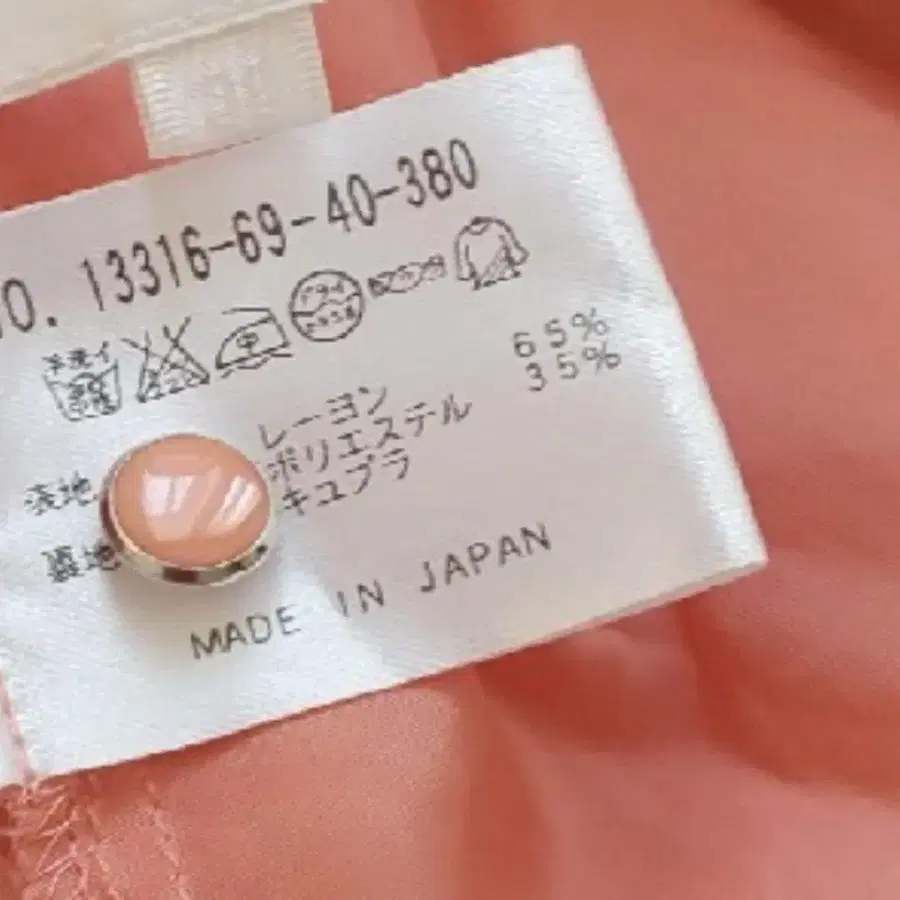 NO. 13316-69-40-380
手洗イ
ドライ
レーヨン 65%
表地 ポリエステル 35%
裏地 キュプラ
MADE IN JAPAN